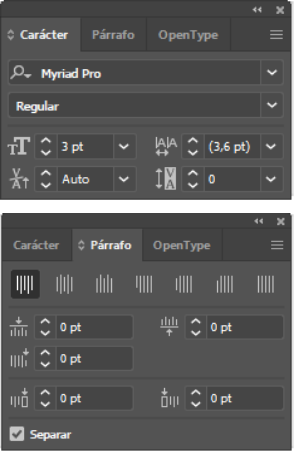 Carácter Párrafo OpenType
Myriad Pro
Regular
3 pt (3,6 pt)
Auto 0
Carácter Párrafo OpenType
0 pt 0 pt
0 pt
0 pt 0 pt
Separar